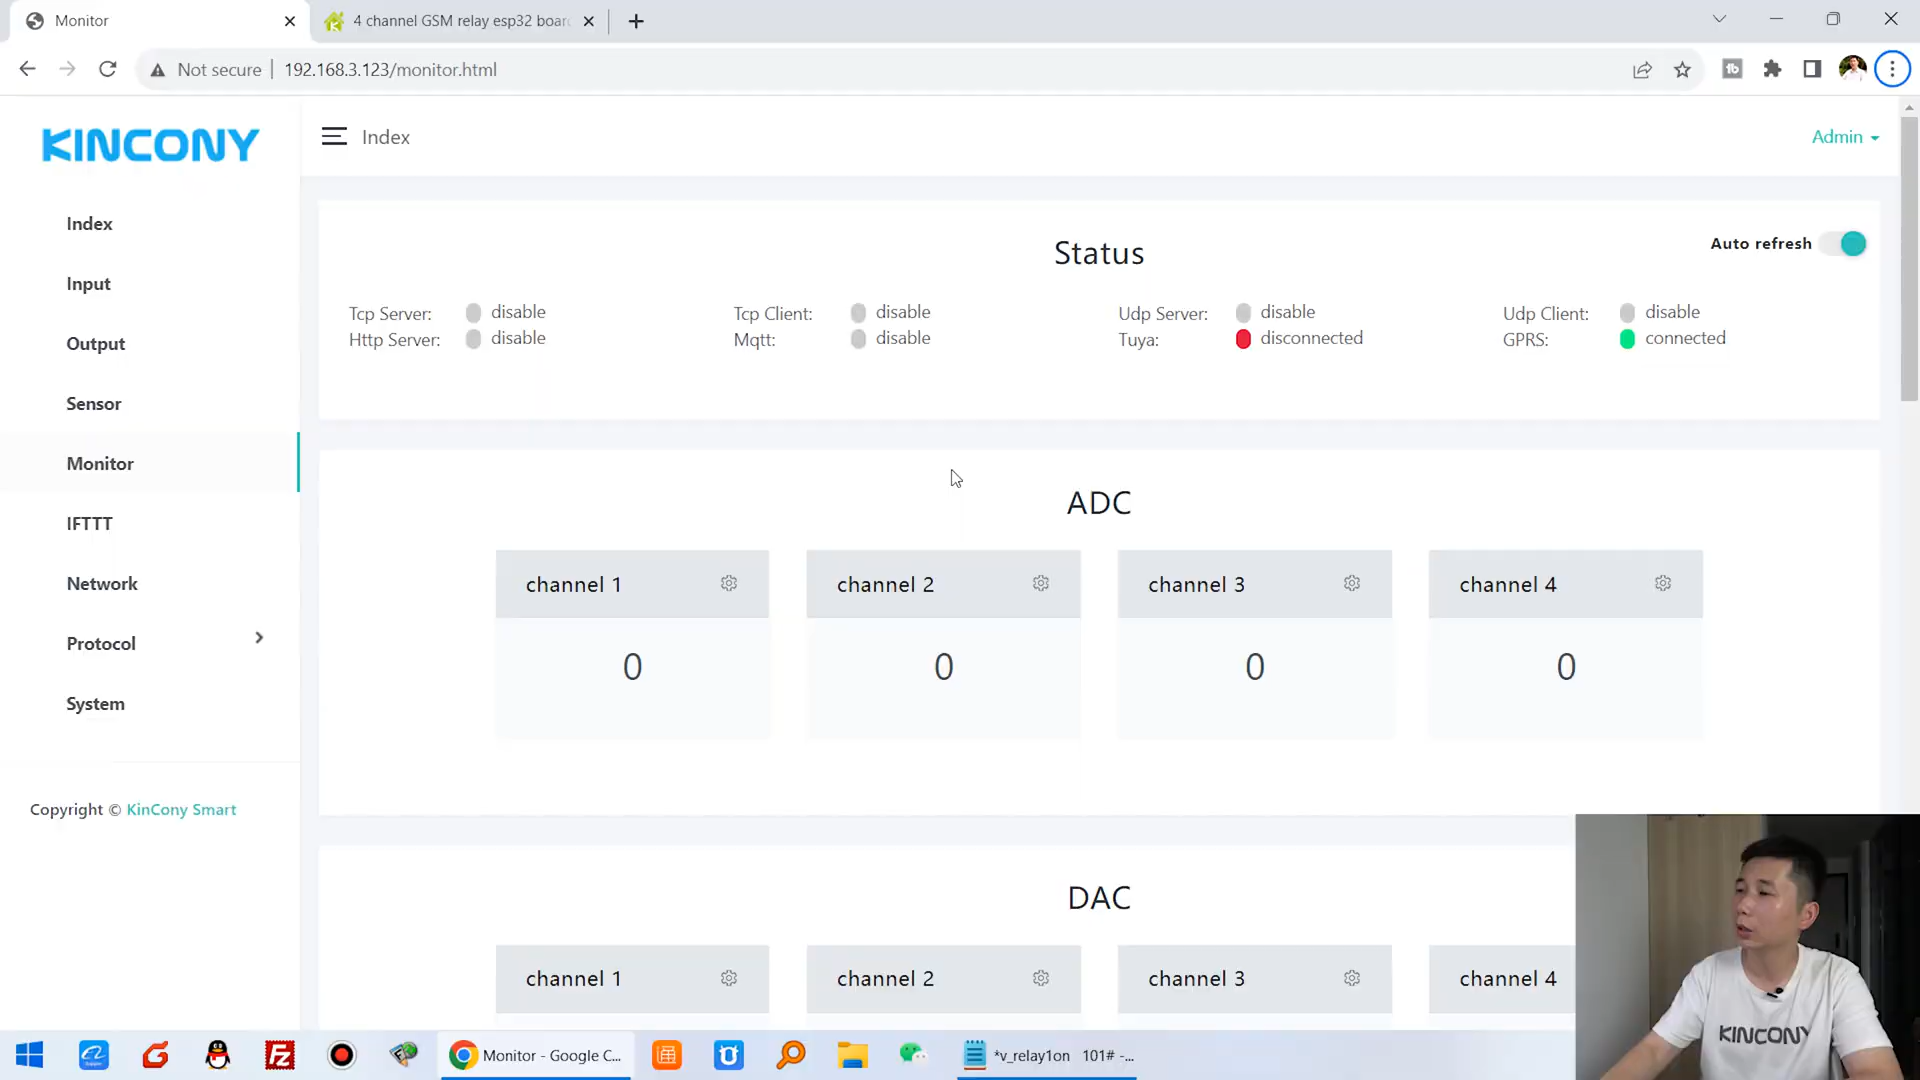 Monitor
4 channel GSM relay esp32 boar
Not secure
192.168.3.123/monitor.html
KINCONY
Index
Admin
Index
Input
Output
Sensor
Monitor
IFTTT
Network
Protocol
System
Copyright © KinCony Smart
Status
Auto refresh
Tcp Server: disable
Tcp Client: disable
Udp Server: disable
Udp Client: disable
Http Server: disable
Mqtt: disable
Tuya: disconnected
GPRS: connected
ADC
channel 1
channel 2
channel 3
channel 4
0
0
0
0
DAC
channel 1
channel 2
channel 3
channel 4
KINCONY
Monitor - Google C...
*v_relay1on 101# -...